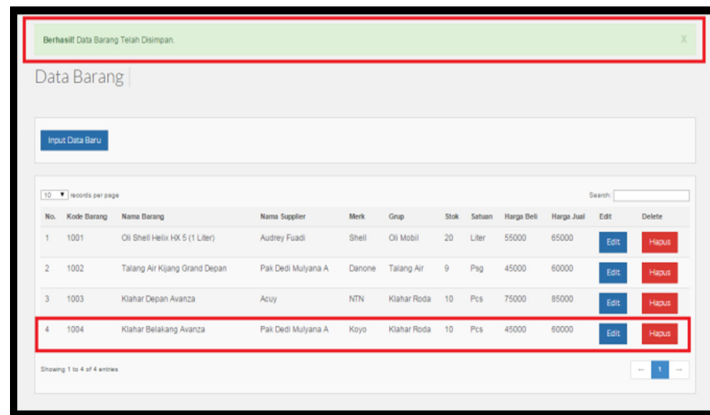 Berhasil! Data Barang Telah Disimpan. X
Data Barang
Input Data Baru
10 records per page Search:
No. Kode Barang Nama Barang Nama Supplier Merk Grup Stok Satuan Harga Beli Harga Jual Edit Delete
1 1001 Oli Shell Helix HX 5 (1 Liter) Audrey Fuadi Shell Oli Mobil 20 Liter 55000 65000 Edit Hapus
2 1002 Talang Air Kijang Grand Depan Pak Dedi Mulyana A Danone Talang Air 9 Psg 45000 60000 Edit Hapus
3 1003 Klahar Depan Avanza Acuy NTN Klahar Roda 10 Pcs 75000 85000 Edit Hapus
4 1004 Klahar Belakang Avanza Pak Dedi Mulyana A Koyo Klahar Roda 10 Pcs 45000 60000 Edit Hapus
Showing 1 to 4 of 4 entries ← 1 →